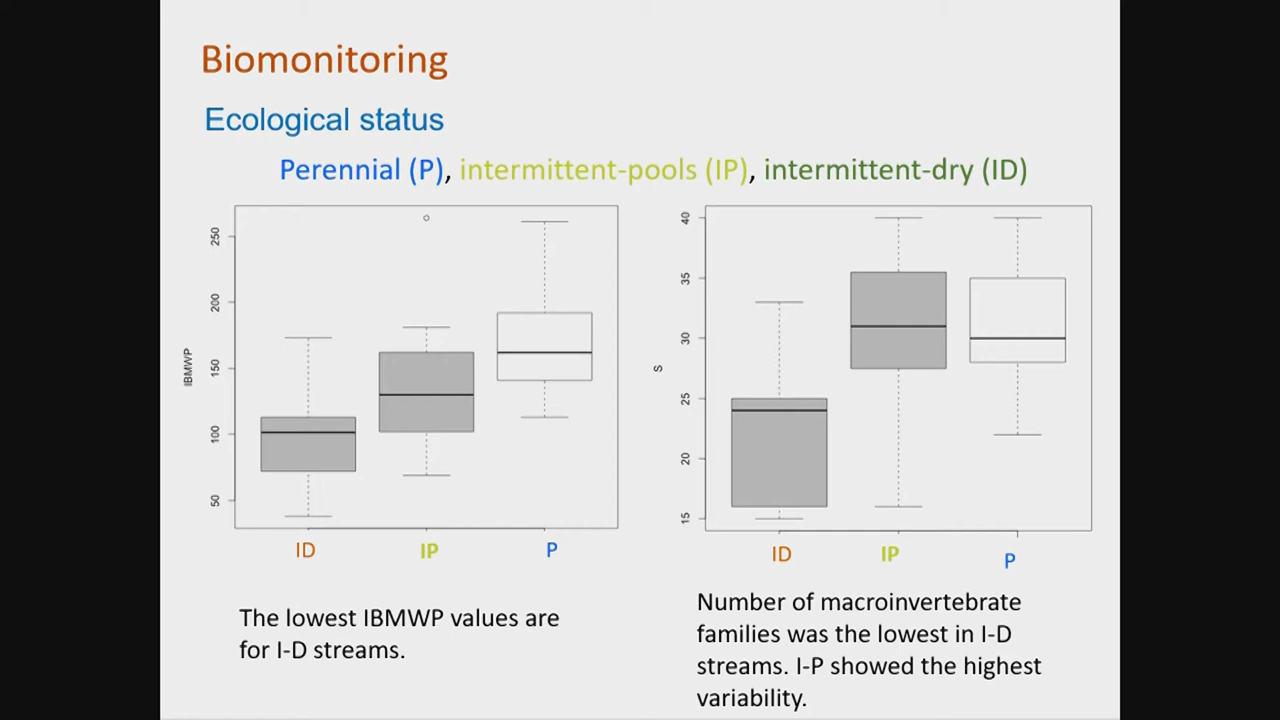 Biomonitoring
Ecological status
Perennial (P), intermittent-pools (IP), intermittent-dry (ID)
IBMWP
250
200
150
100
50
ID IP P
S
40
35
30
25
20
15
ID IP P
The lowest IBMWP values are
for I-D streams.
Number of macroinvertebrate
families was the lowest in I-D
streams. I-P showed the highest
variability.